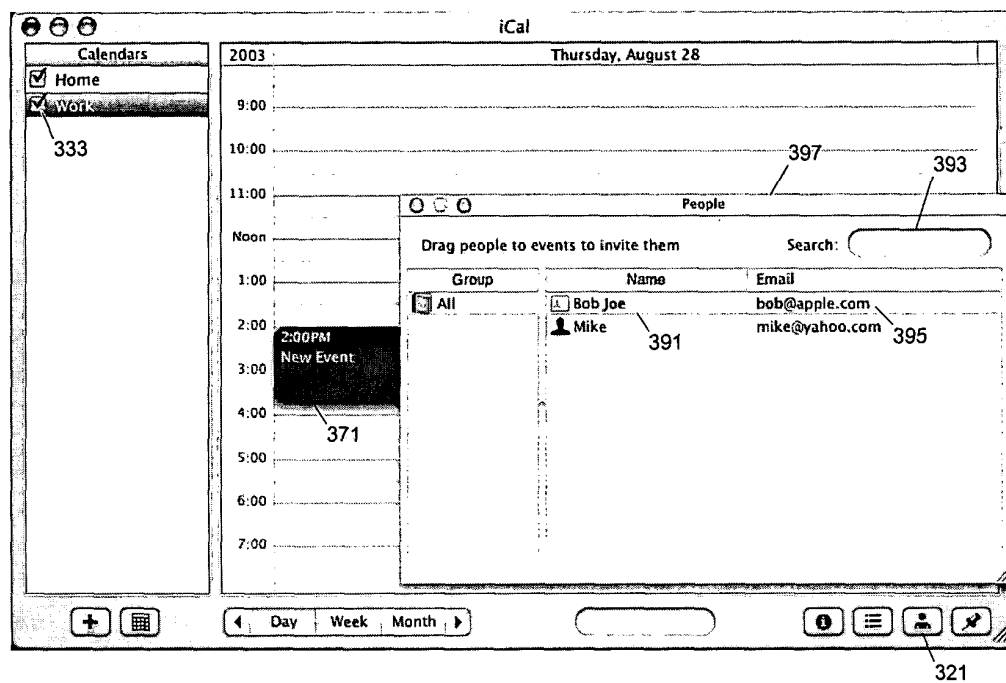 iCal
Calendars
Home
Work
333
2003
Thursday, August 28
9:00
10:00
11:00
Noon
1:00
2:00
3:00
4:00
5:00
6:00
7:00
2:00PM
New Event
371
397
393
People
Drag people to events to invite them
Search:
Group
Name
Email
All
Bob Joe
bob@apple.com
Mike
mike@yahoo.com
391
395
Day
Week
Month
321